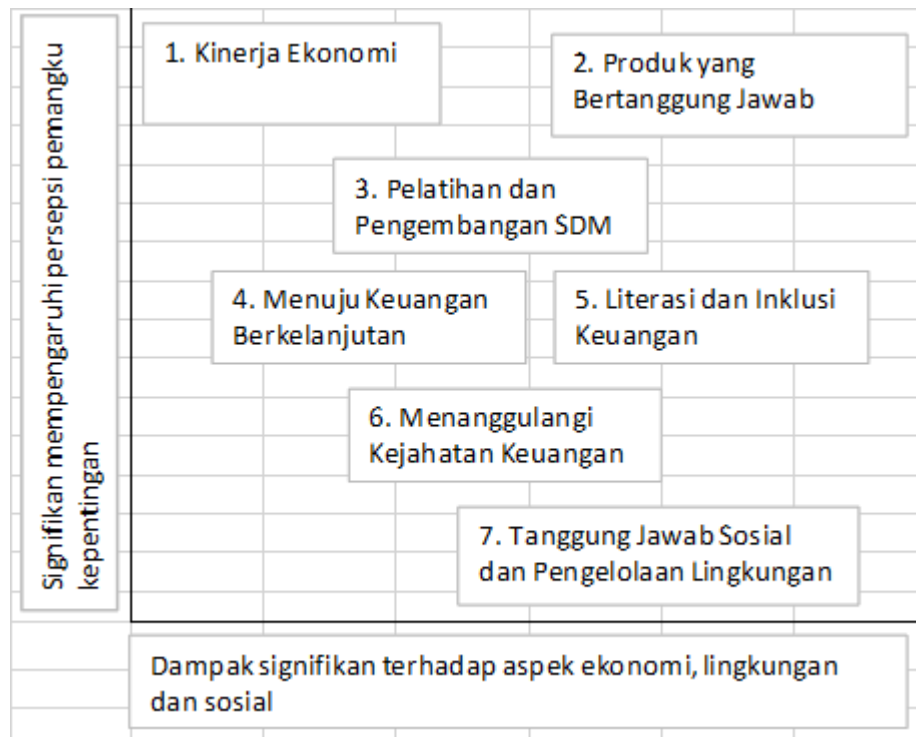 Signifikan mempengaruhi persepsi pemangku
kepentingan
1. Kinerja Ekonomi
2. Produk yang
Bertanggung Jawab
3. Pelatihan dan
Pengembangan SDM
4. Menuju Keuangan
Berkelanjutan
5. Literasi dan Inklusi
Keuangan
6. Menanggulangi
Kejahatan Keuangan
7. Tanggung Jawab Sosial
dan Pengelolaan Lingkungan
Dampak signifikan terhadap aspek ekonomi, lingkungan
dan sosial